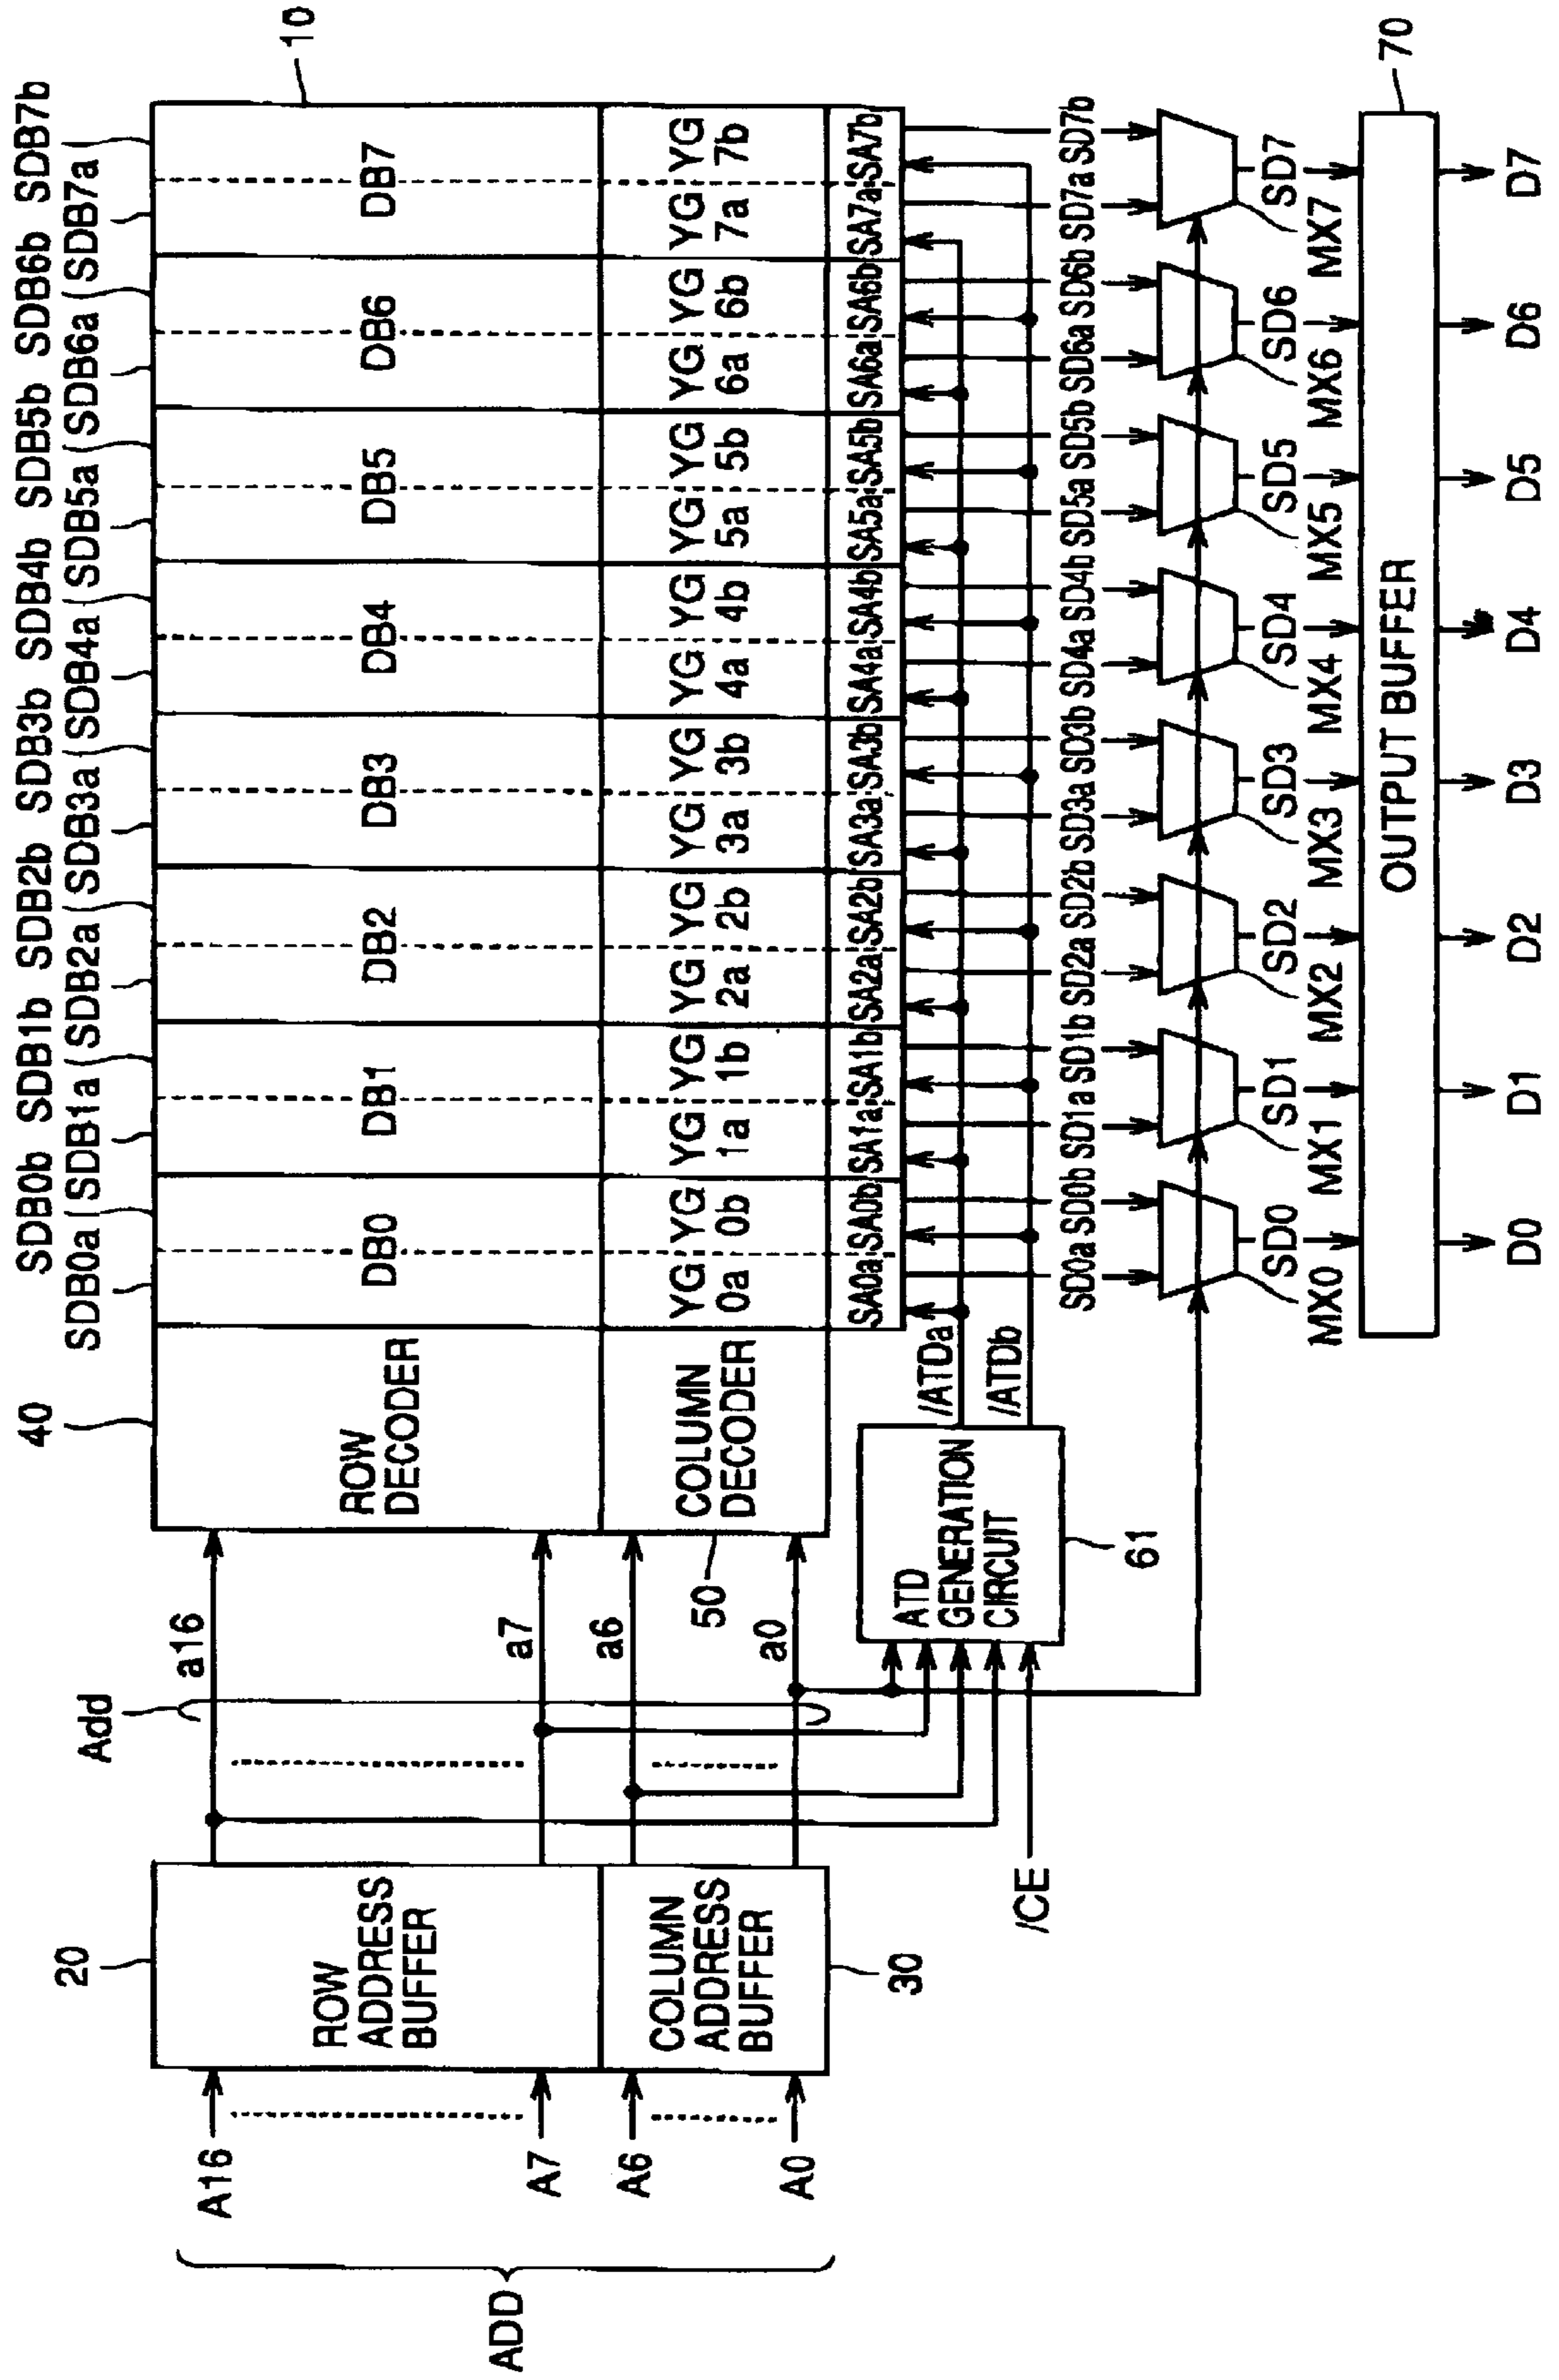 SDB0b SDB1b SDB2b SDB3b SDB4b SDB5b SDB6b SDB7b
SDB0a SDB1a SDB2a SDB3a SDB4a SDB5a SDB6a SDB7a
20
40
10
Add
ROW
ADDRESS
BUFFER
a16
a7
ROW
DECODER
DB0 DB1 DB2 DB3 DB4 DB5 DB6 DB7
A16
A7
A6
A0
ADD
COLUMN
ADDRESS
BUFFER
30
a6
a0
50
COLUMN
DECODER
YG YG YG YG YG YG YG YG YG YG YG YG YG YG YG YG
0a 0b 1a 1b 2a 2b 3a 3b 4a 4b 5a 5b 6a 6b 7a 7b
SA0a SA0b SA1a SA1b SA2a SA2b SA3a SA3b SA4a SA4b SA5a SA5b SA6a SA6b SA7a SA7b
/CE
ATD
GENERATION
CIRCUIT
61
/ATDa
/ATDb
SD0a SD0b SD1a SD1b SD2a SD2b SD3a SD3b SD4a SD4b SD5a SD5b SD6a SD6b SD7a SD7b
SD0 SD1 SD2 SD3 SD4 SD5 SD6 SD7
MX0 MX1 MX2 MX3 MX4 MX5 MX6 MX7
OUTPUT BUFFER
70
D0 D1 D2 D3 D4 D5 D6 D7